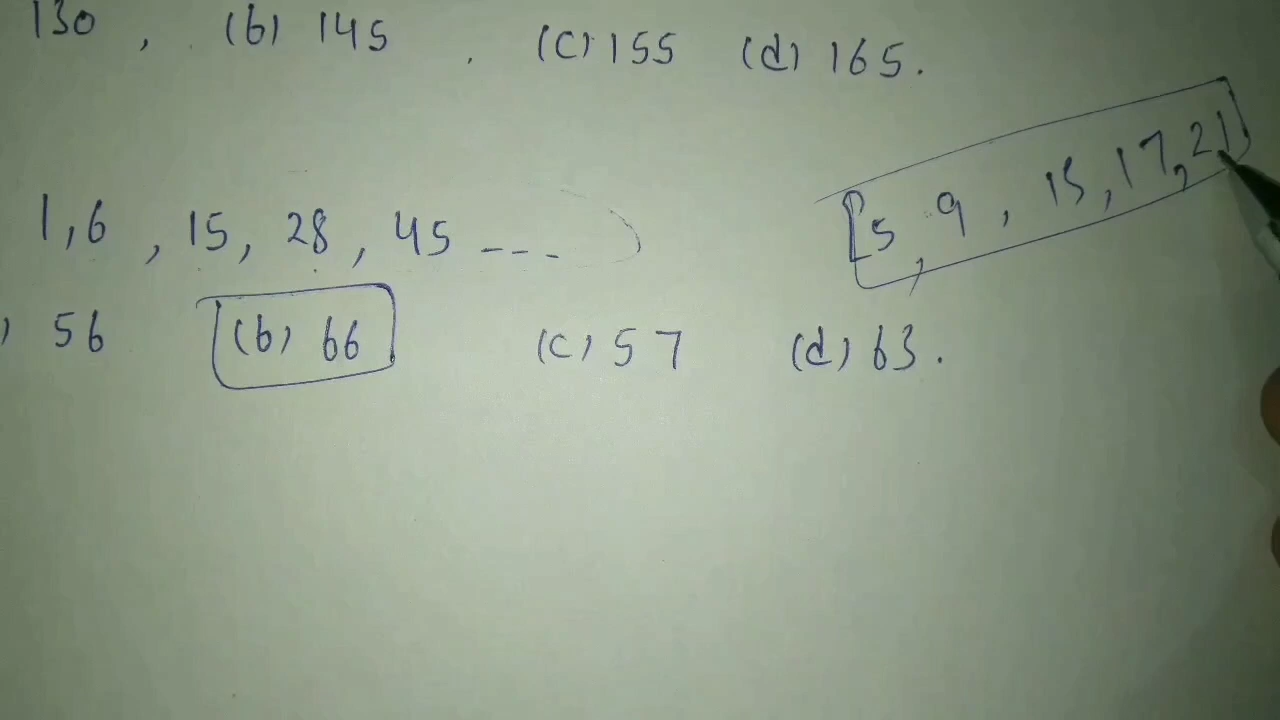 130 , (b) 145 . (c) 155 (d) 165.
[5, 9, 15, 17, 21
1, 6, 15, 28, 45 --- )
) 56 (b) 66 (c) 57 (d) 63.